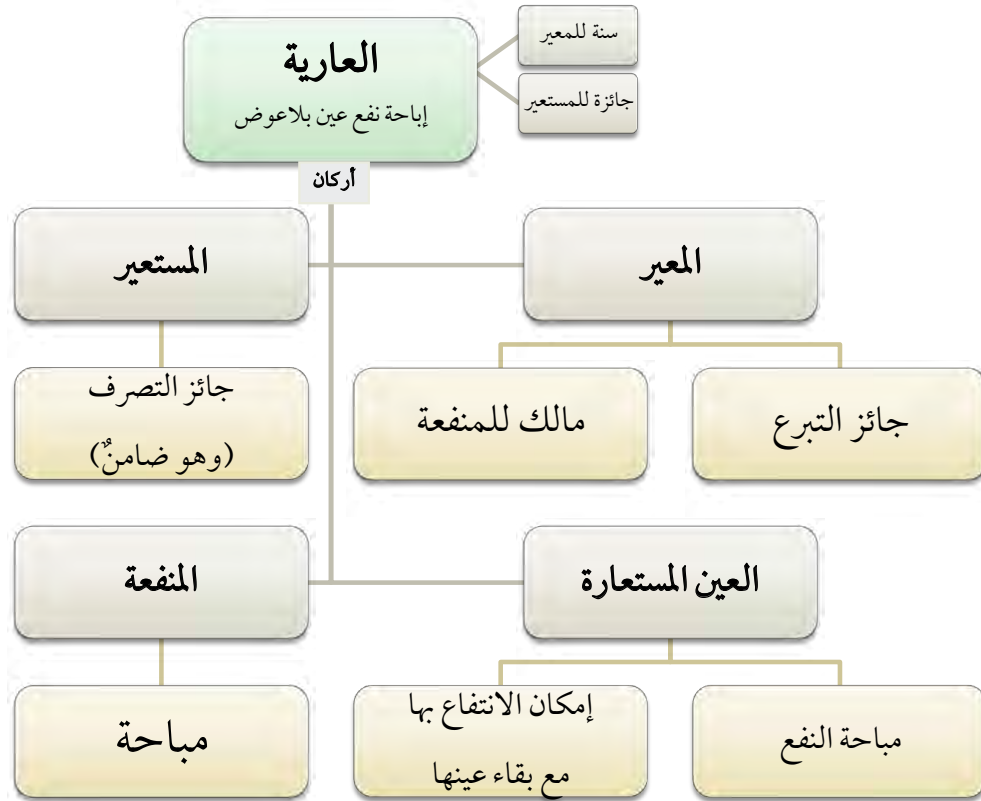 العارية
إباحة نفع عين بلاعوض
سنة للمعير
جائزة للمستعير
أركان
المعير
المستعير
جائز التبرع
مالك للمنفعة
جائز التصرف
(وهو ضامنٌ)
العين المستعارة
المنفعة
مباحة النفع
إمكان الانتفاع بها
مع بقاء عينها
مباحة